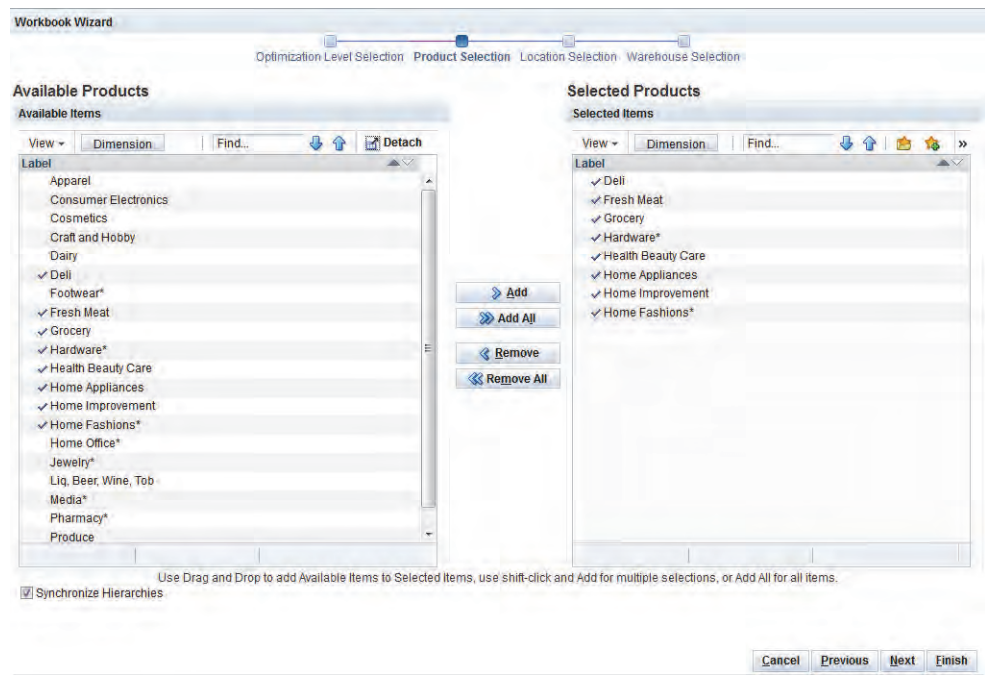 Workbook Wizard
Optimization Level Selection Product Selection Location Selection Warehouse Selection
Available Products
Available Items
View Dimension Find... Detach
Label
Apparel
Consumer Electronics
Cosmetics
Craft and Hobby
Dairy
Deli
Footwear*
Fresh Meat
Grocery
Hardware*
Health Beauty Care
Home Appliances
Home Improvement
Home Fashions*
Home Office*
Jewelry*
Liq, Beer, Wine, Tob
Media*
Pharmacy*
Produce
Add
Add All
Remove
Remove All
Selected Products
Selected Items
View Dimension Find... »
Label
Deli
Fresh Meat
Grocery
Hardware*
Health Beauty Care
Home Appliances
Home Improvement
Home Fashions*
Use Drag and Drop to add Available Items to Selected Items, use shift-click and Add for multiple selections, or Add All for all items.
Synchronize Hierarchies
Cancel Previous Next Finish